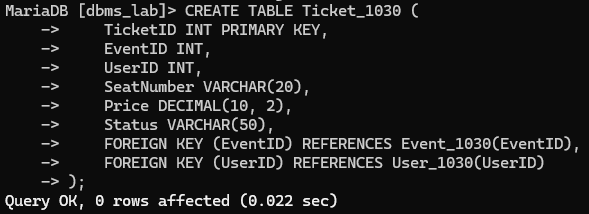 MariaDB [dbms_lab]> CREATE TABLE Ticket_1030 (
    ->     TicketID INT PRIMARY KEY,
    ->     EventID INT,
    ->     UserID INT,
    ->     SeatNumber VARCHAR(20),
    ->     Price DECIMAL(10, 2),
    ->     Status VARCHAR(50),
    ->     FOREIGN KEY (EventID) REFERENCES Event_1030(EventID),
    ->     FOREIGN KEY (UserID) REFERENCES User_1030(UserID)
    -> );
Query OK, 0 rows affected (0.022 sec)